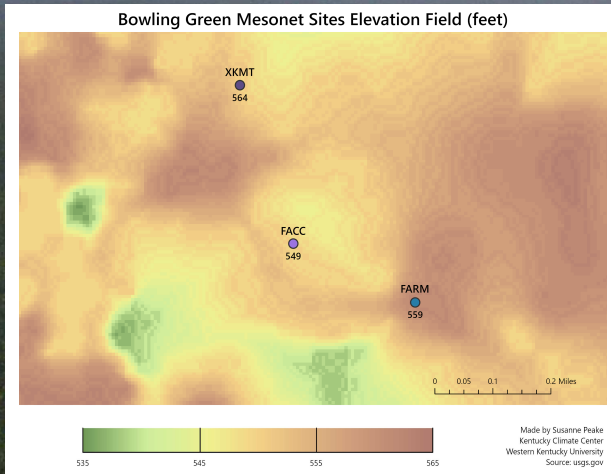 Bowling Green Mesonet Sites Elevation Field (feet)
XKMT
564
FACC
549
FARM
559
0 0.05 0.1 0.2 Miles
535 545 555 565
Made by Susanne Peake
Kentucky Climate Center
Western Kentucky University
Source: usgs.gov